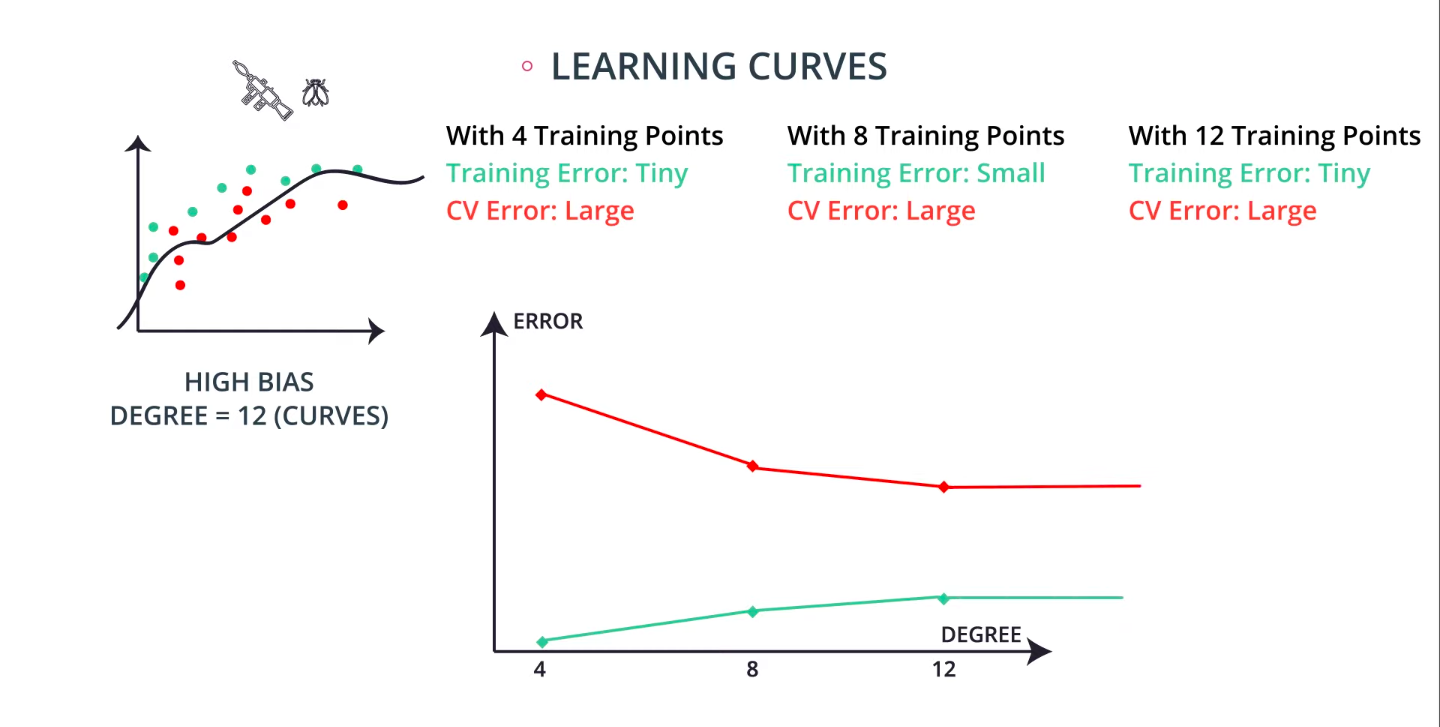 LEARNING CURVES
With 4 Training Points
Training Error: Tiny
CV Error: Large
With 8 Training Points
Training Error: Small
CV Error: Large
With 12 Training Points
Training Error: Tiny
CV Error: Large
HIGH BIAS
DEGREE = 12 (CURVES)
ERROR
DEGREE
4 8 12